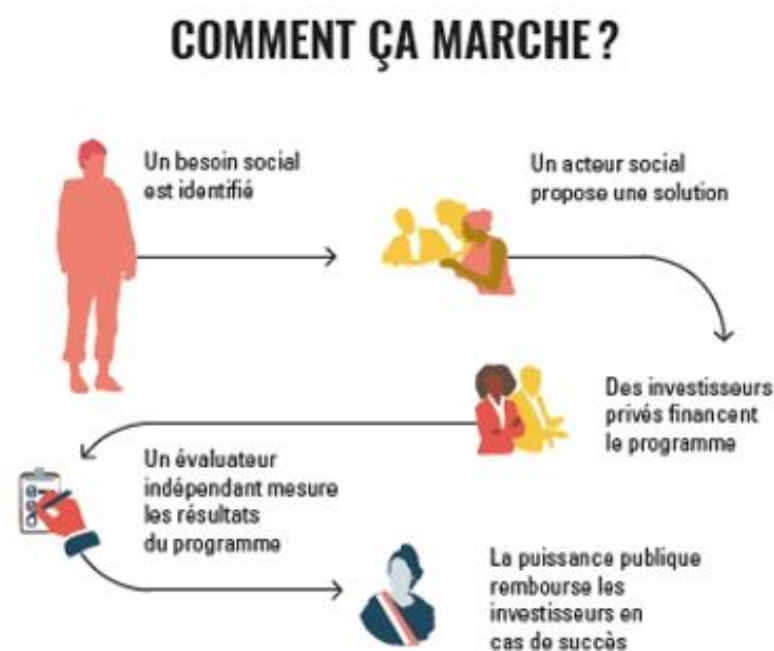 COMMENT ÇA MARCHE ?
Un besoin social
est identifié
Un acteur social
propose une solution
Des investisseurs
privés financent
le programme
Un évaluateur
indépendant mesure
les résultats
du programme
La puissance publique
rembourse les
investisseurs en
cas de succès